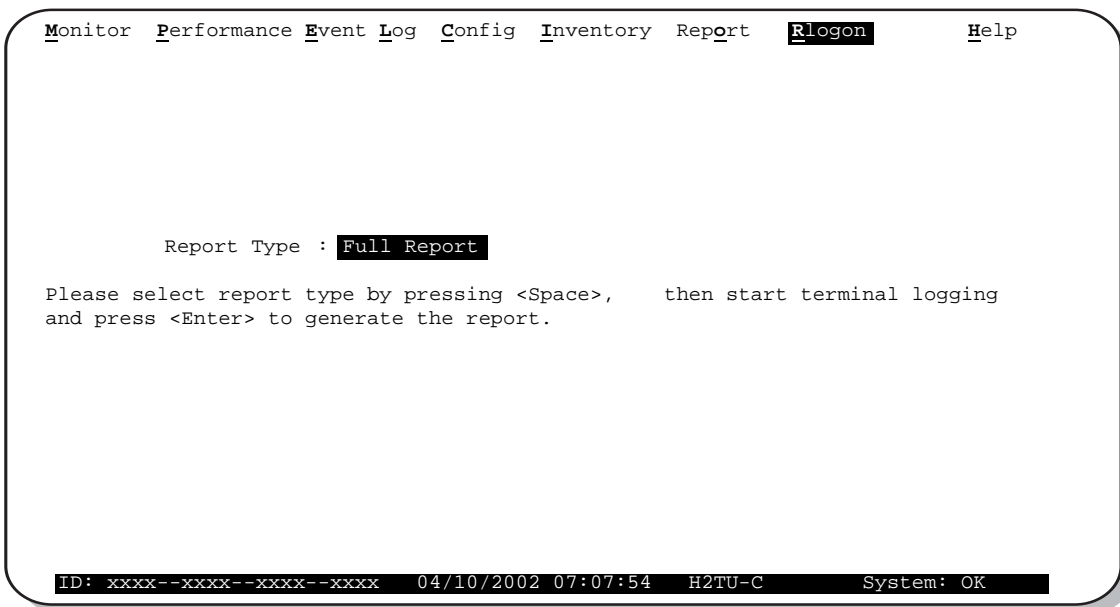 Monitor Performance Event Log Config Inventory Report Rlogon Help
Report Type : Full Report
Please select report type by pressing <Space>, then start terminal logging
and press <Enter> to generate the report.
ID: xxxx--xxxx--xxxx--xxxx 04/10/2002 07:07:54 H2TU-C System: OK